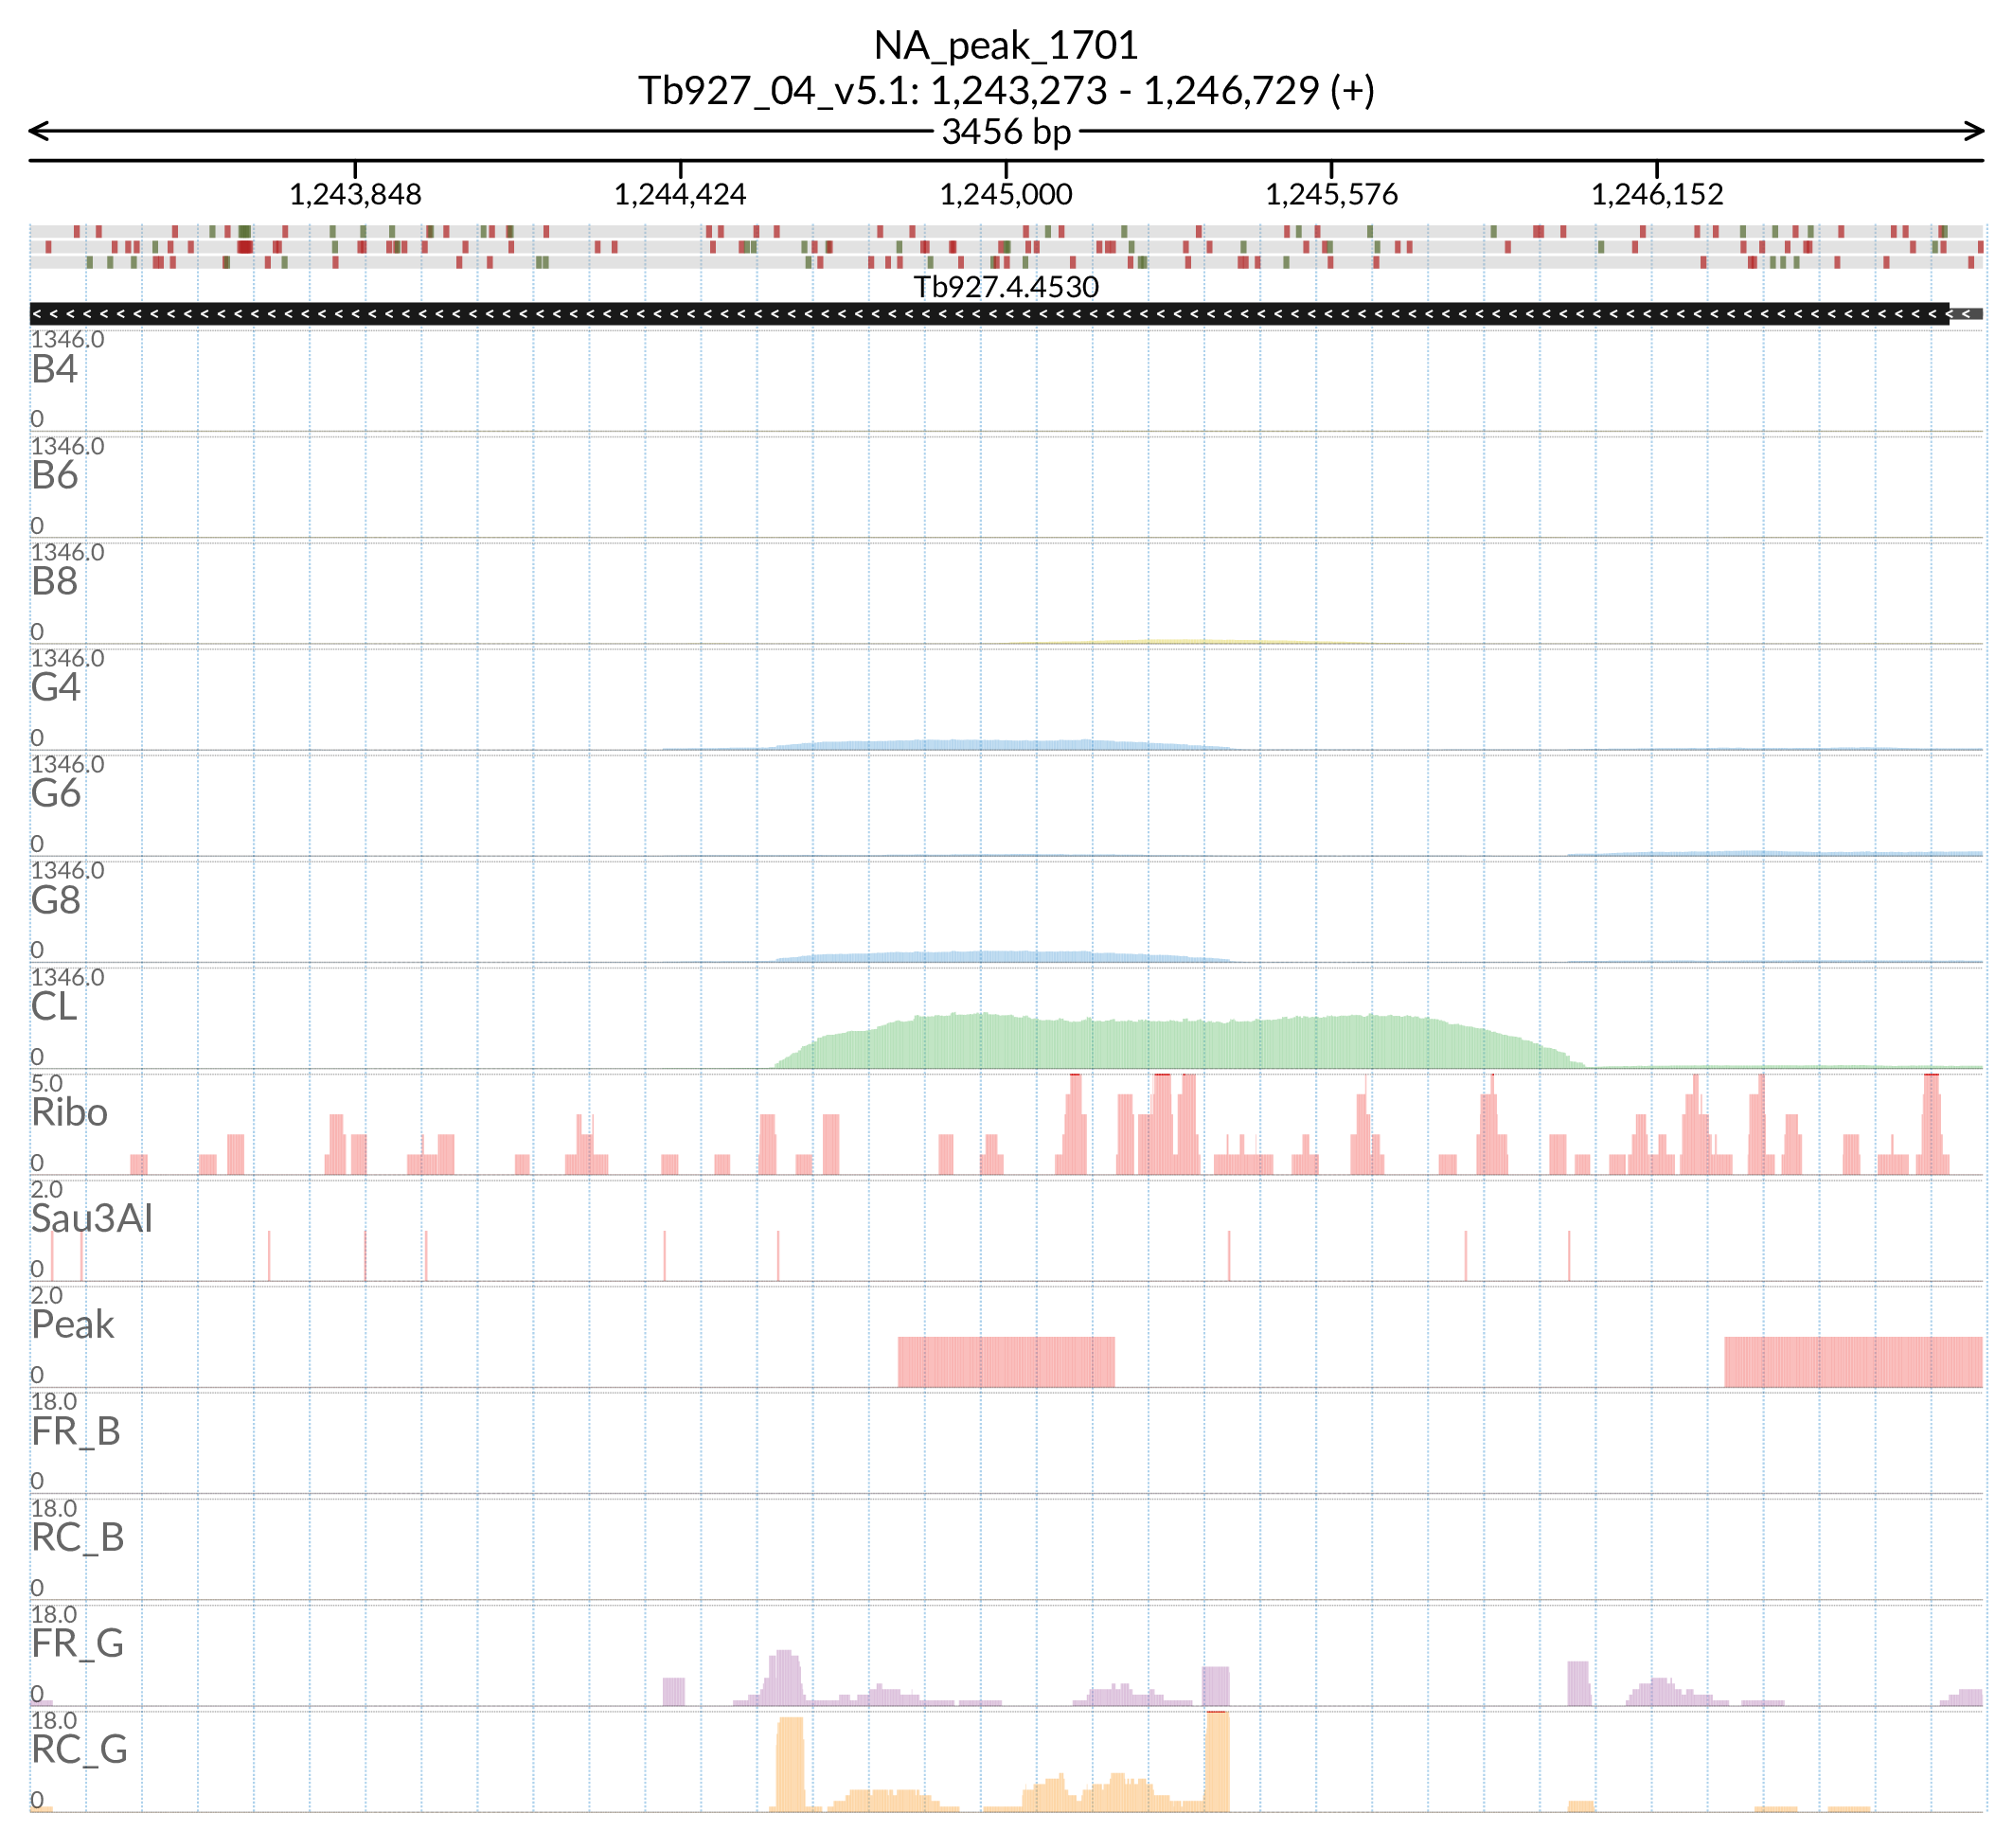 NA_peak_1701
Tb927_04_v5.1: 1,243,273 - 1,246,729 (+)
3456 bp
1,243,848 1,244,424 1,245,000 1,245,576 1,246,152
Tb927.4.4530
1346.0
B4
0
1346.0
B6
0
1346.0
B8
0
1346.0
G4
0
1346.0
G6
0
1346.0
G8
0
1346.0
CL
0
5.0
Ribo
0
2.0
Sau3AI
0
2.0
Peak
0
18.0
FR_B
0
18.0
RC_B
0
18.0
FR_G
0
18.0
RC_G
0